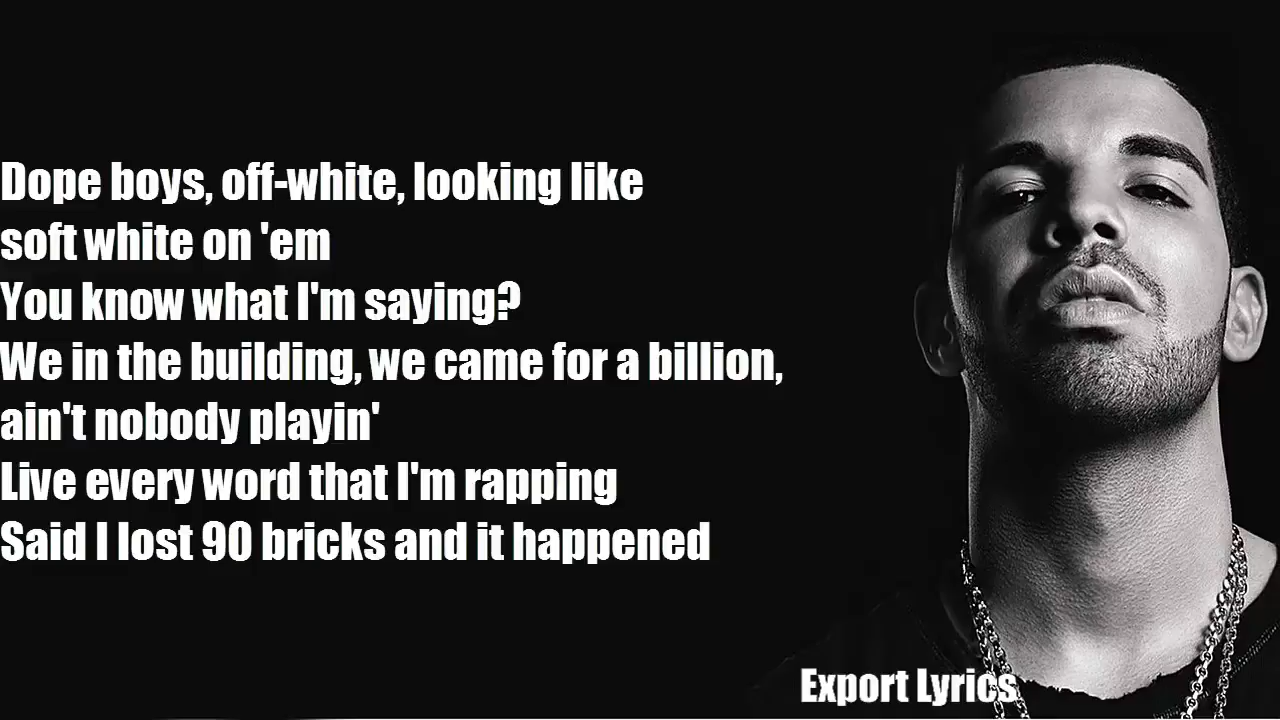 Dope boys, off-white, looking like
soft white on 'em
You know what I'm saying?
We in the building, we came for a billion,
ain't nobody playin'
Live every word that I'm rapping
Said I lost 90 bricks and it happened
Export Lyrics